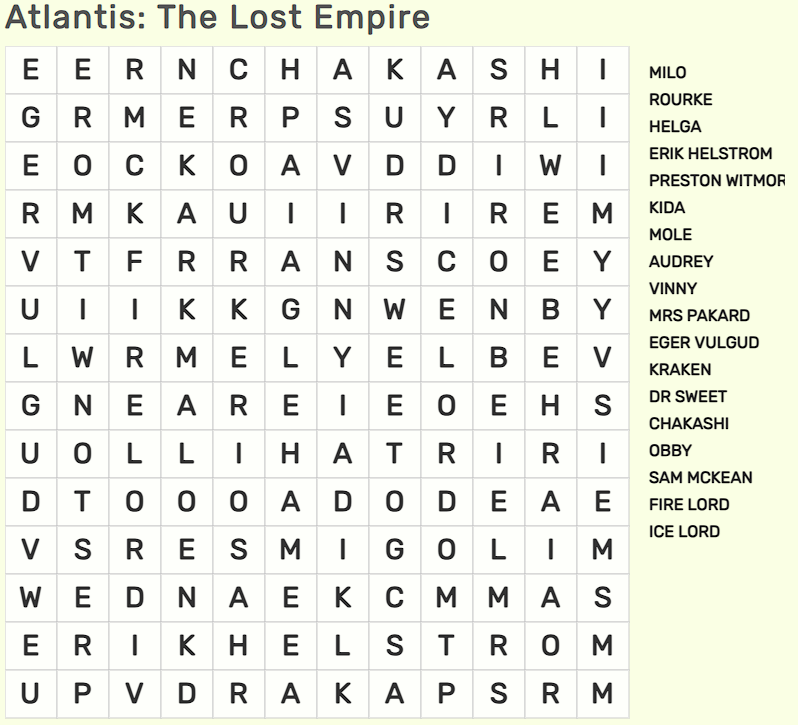 Atlantis: The Lost Empire
E E R N C H A K A S H I
G R M E R P S U Y R L I
E O C K O A V D D I W I
R M K A U I I R I R E M
V T F R R A N S C O E Y
U I I K K G N W E N B Y
L W R M E L Y E L B E V
G N E A R E I E O E H S
U O L L I H A T R I R I
D T O O O A D O D E A E
V S R E S M I G O L I M
W E D N A E K C M M A S
E R I K H E L S T R O M
U P V D R A K A P S R M
MILO
ROURKE
HELGA
ERIK HELSTROM
PRESTON WITMOR
KIDA
MOLE
AUDREY
VINNY
MRS PAKARD
EGER VULGUD
KRAKEN
DR SWEET
CHAKASHI
OBBY
SAM MCKEAN
FIRE LORD
ICE LORD